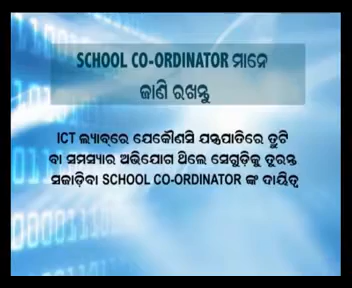 SCHOOL CO-ORDINATOR ମାନେ
ଜାଣି ରଖନ୍ତୁ
ICT ଲ୍ୟାବ୍‌ରେ ଯେକୌଣସି ଯନ୍ତ୍ରପାତିରେ ତ୍ରୁଟି
ବା ସମସ୍ୟାର ଅଭିଯୋଗ ଥିଲେ ସେଗୁଡ଼ିକୁ ତୁରନ୍ତ
ସଜାଡ଼ିବା SCHOOL CO-ORDINATOR ଙ୍କ ଦାୟିତ୍ଵ